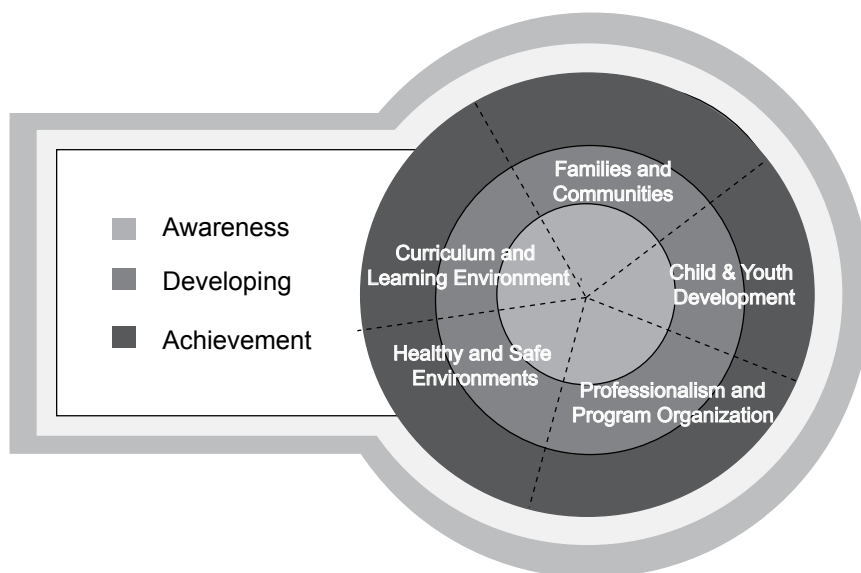 Awareness
Developing
Achievement
Families and
Communities
Child & Youth
Development
Professionalism and
Program Organization
Healthy and Safe
Environments
Curriculum and
Learning Environment